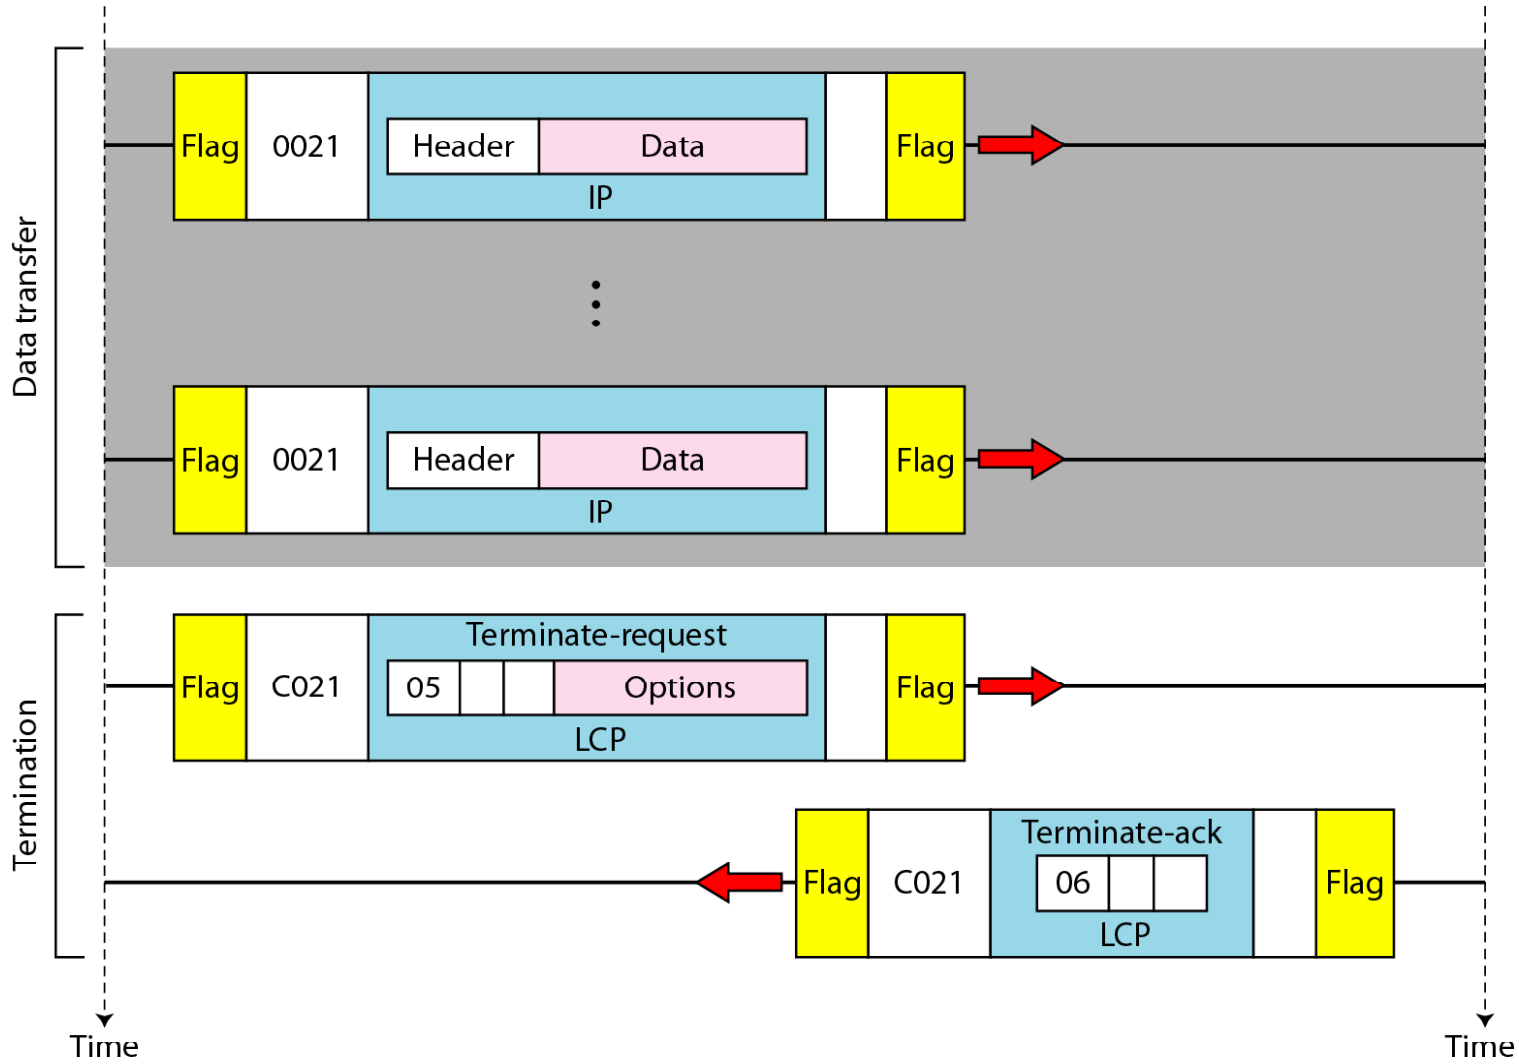 Data transfer
Flag 0021 Header Data IP Flag
Flag 0021 Header Data IP Flag
Termination
Flag C021 Terminate-request 05 Options LCP Flag
Flag C021 Terminate-ack 06 LCP Flag
Time Time